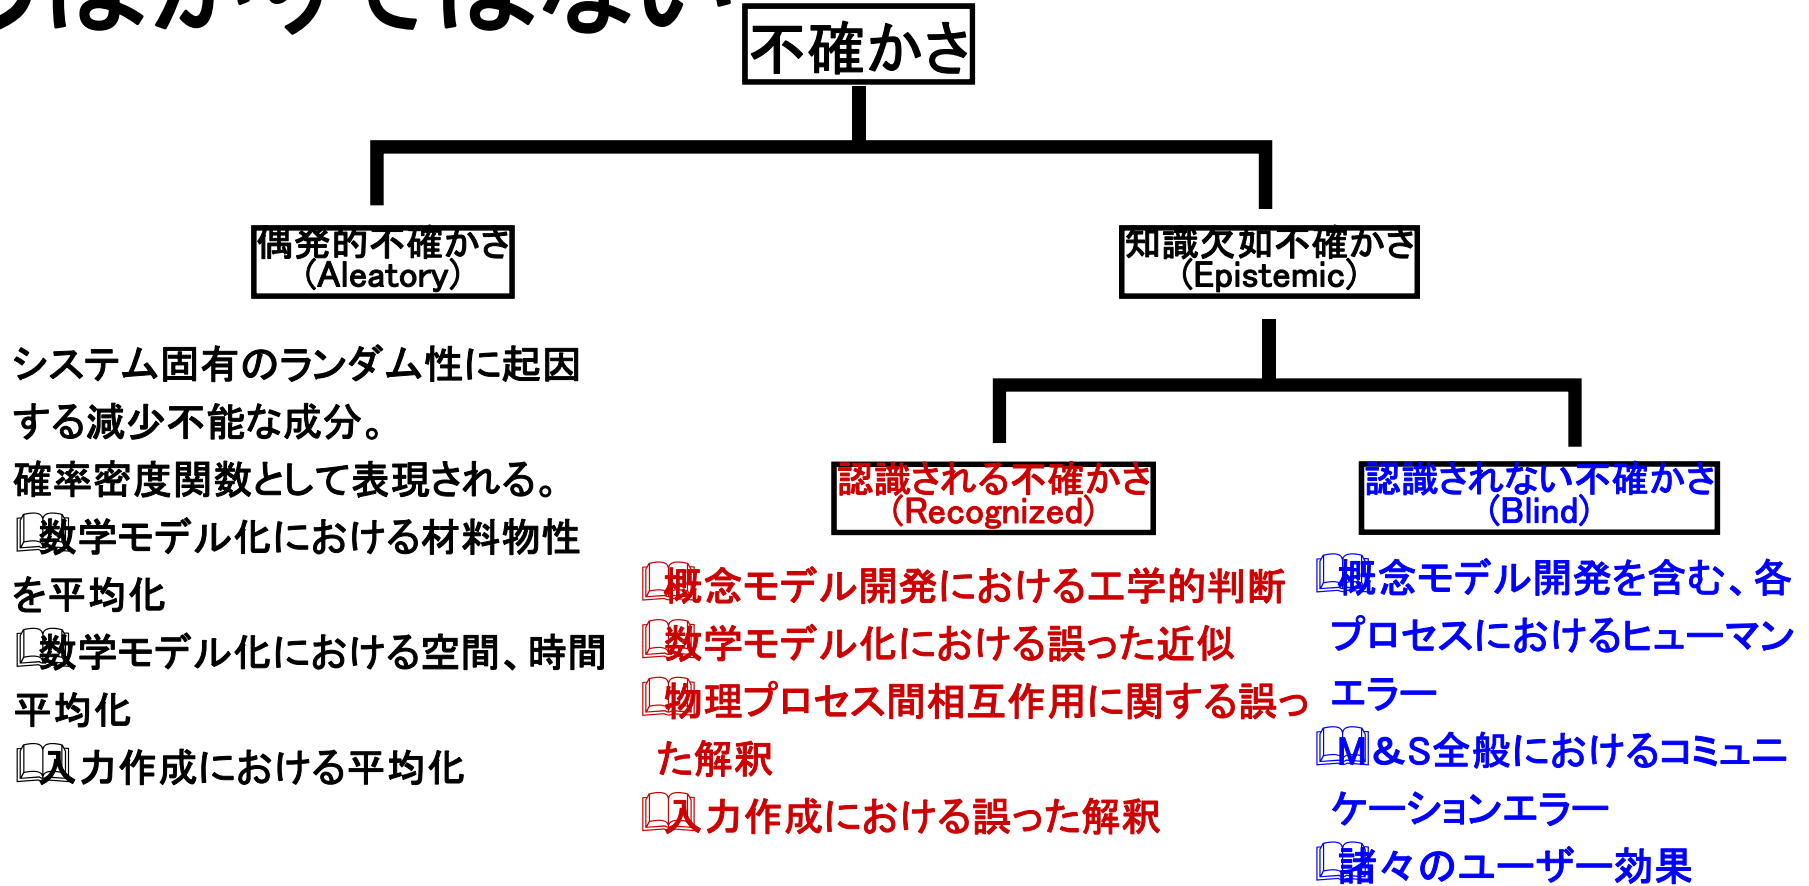 ばかりではない
不確かさ
偶発的不確かさ
(Aleatory)
知識欠如不確かさ
(Epistemic)
システム固有のランダム性に起因
する減少不能な成分。
確率密度関数として表現される。
数学モデル化における材料物性
を平均化
数学モデル化における空間、時間
平均化
入力作成における平均化
認識される不確かさ
(Recognized)
概念モデル開発における工学的判断
数学モデル化における誤った近似
物理プロセス間相互作用に関する誤っ
た解釈
入力作成における誤った解釈
認識されない不確かさ
(Blind)
概念モデル開発を含む、各
プロセスにおけるヒューマン
エラー
M&S全般におけるコミュニ
ケーションエラー
諸々のユーザー効果